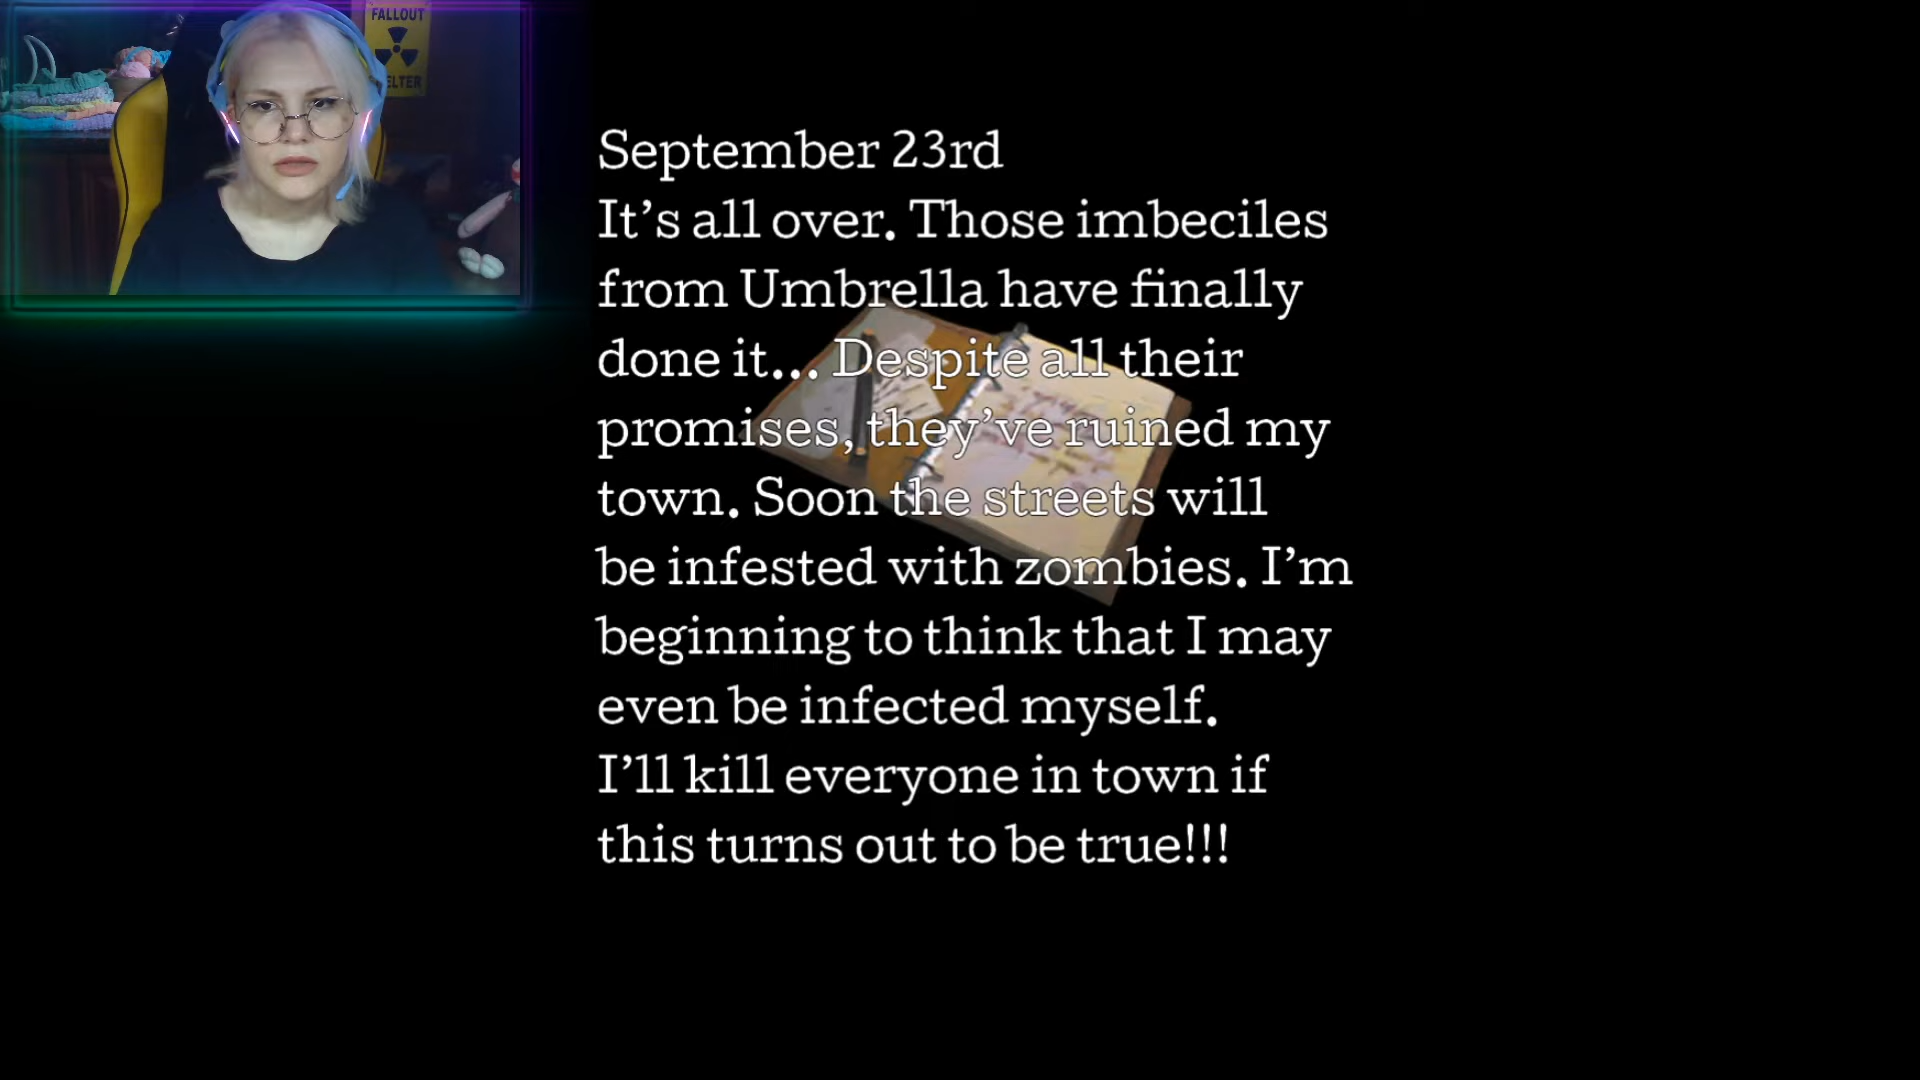 FALLOUT
ELTER
September 23rd
It’s all over. Those imbeciles
from Umbrella have finally
done it... Despite all their
promises, they’ve ruined my
town. Soon the streets will
be infested with zombies. I’m
beginning to think that I may
even be infected myself.
I’ll kill everyone in town if
this turns out to be true!!!